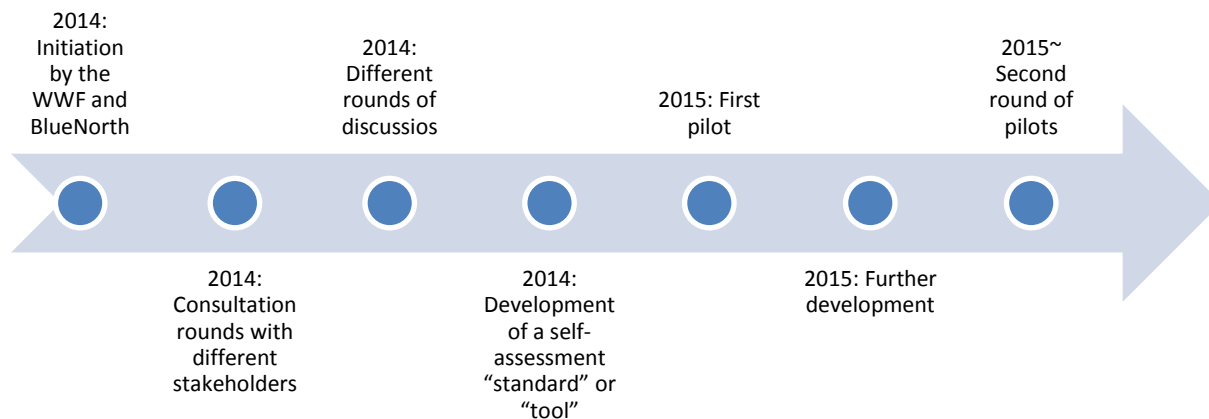 2014:
Initiation
by the
WWF and
BlueNorth
2014:
Consultation
rounds with
different
stakeholders
2014:
Different
rounds of
discussios
2014:
Development
of a self-
assessment
“standard” or
“tool”
2015: First
pilot
2015: Further
development
2015~
Second
round of
pilots